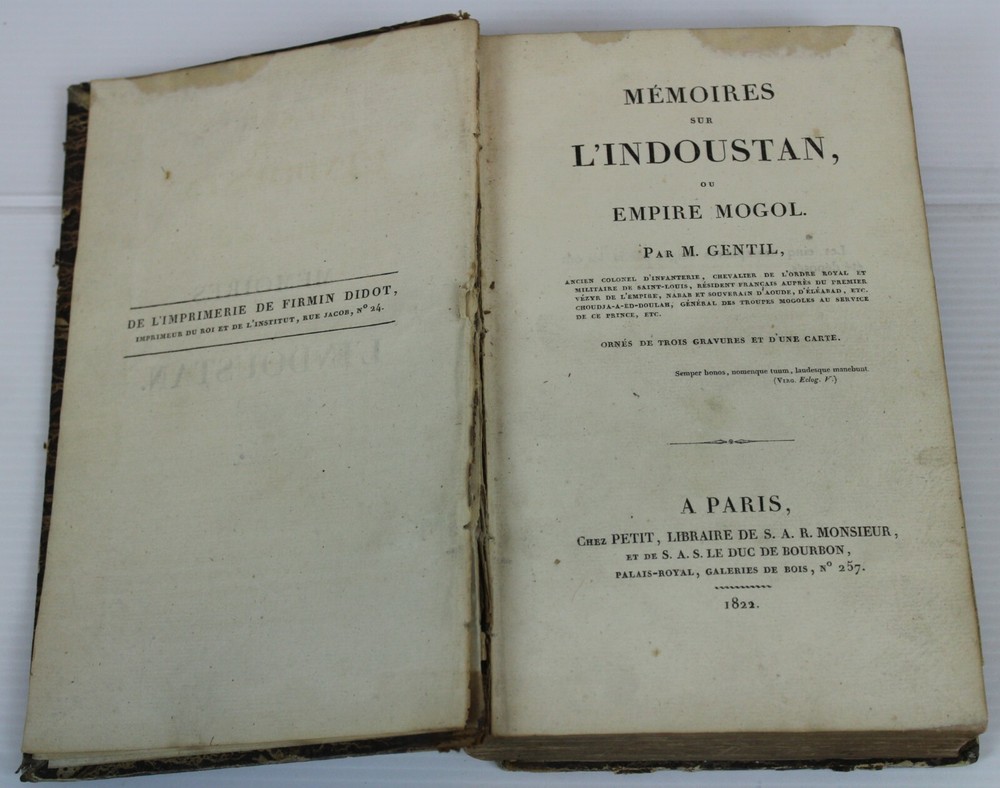 DE L'IMPRIMERIE DE FIRMIN DIDOT,
IMPRIMEUR DU ROI ET DE L'INSTITUT, RUE JACOB, Nº 24.
MÉMOIRES
SUR
L'INDOUSTAN,
OU
EMPIRE MOGOL.
PAR M. GENTIL,
ANCIEN COLONEL D'INFANTERIE, CHEVALIER DE L'ORDRE ROYAL ET
MILITAIRE DE SAINT-LOUIS, RÉSIDENT FRANÇAIS AUPRÈS DU PREMIER
VÉZYR DE L'EMPIRE, NABAB ET SOUVERAIN D'AOUDE, D'ÉLÉABAD, ETC.
CHOUDJA-A-ED-DOULAH, GÉNÉRAL DES TROUPES MOGOLES AU SERVICE
DE CE PRINCE, ETC.
ORNÉS DE TROIS GRAVURES ET D'UNE CARTE.
Semper honos, nomenque tuum, laudesque manebunt
(VIRG. Eclog. V.)
A PARIS,
CHEZ PETIT, LIBRAIRE DE S. A. R. MONSIEUR,
ET DE S. A. S. LE DUC DE BOURBON,
PALAIS-ROYAL, GALERIES DE BOIS, Nº 257.
1822.